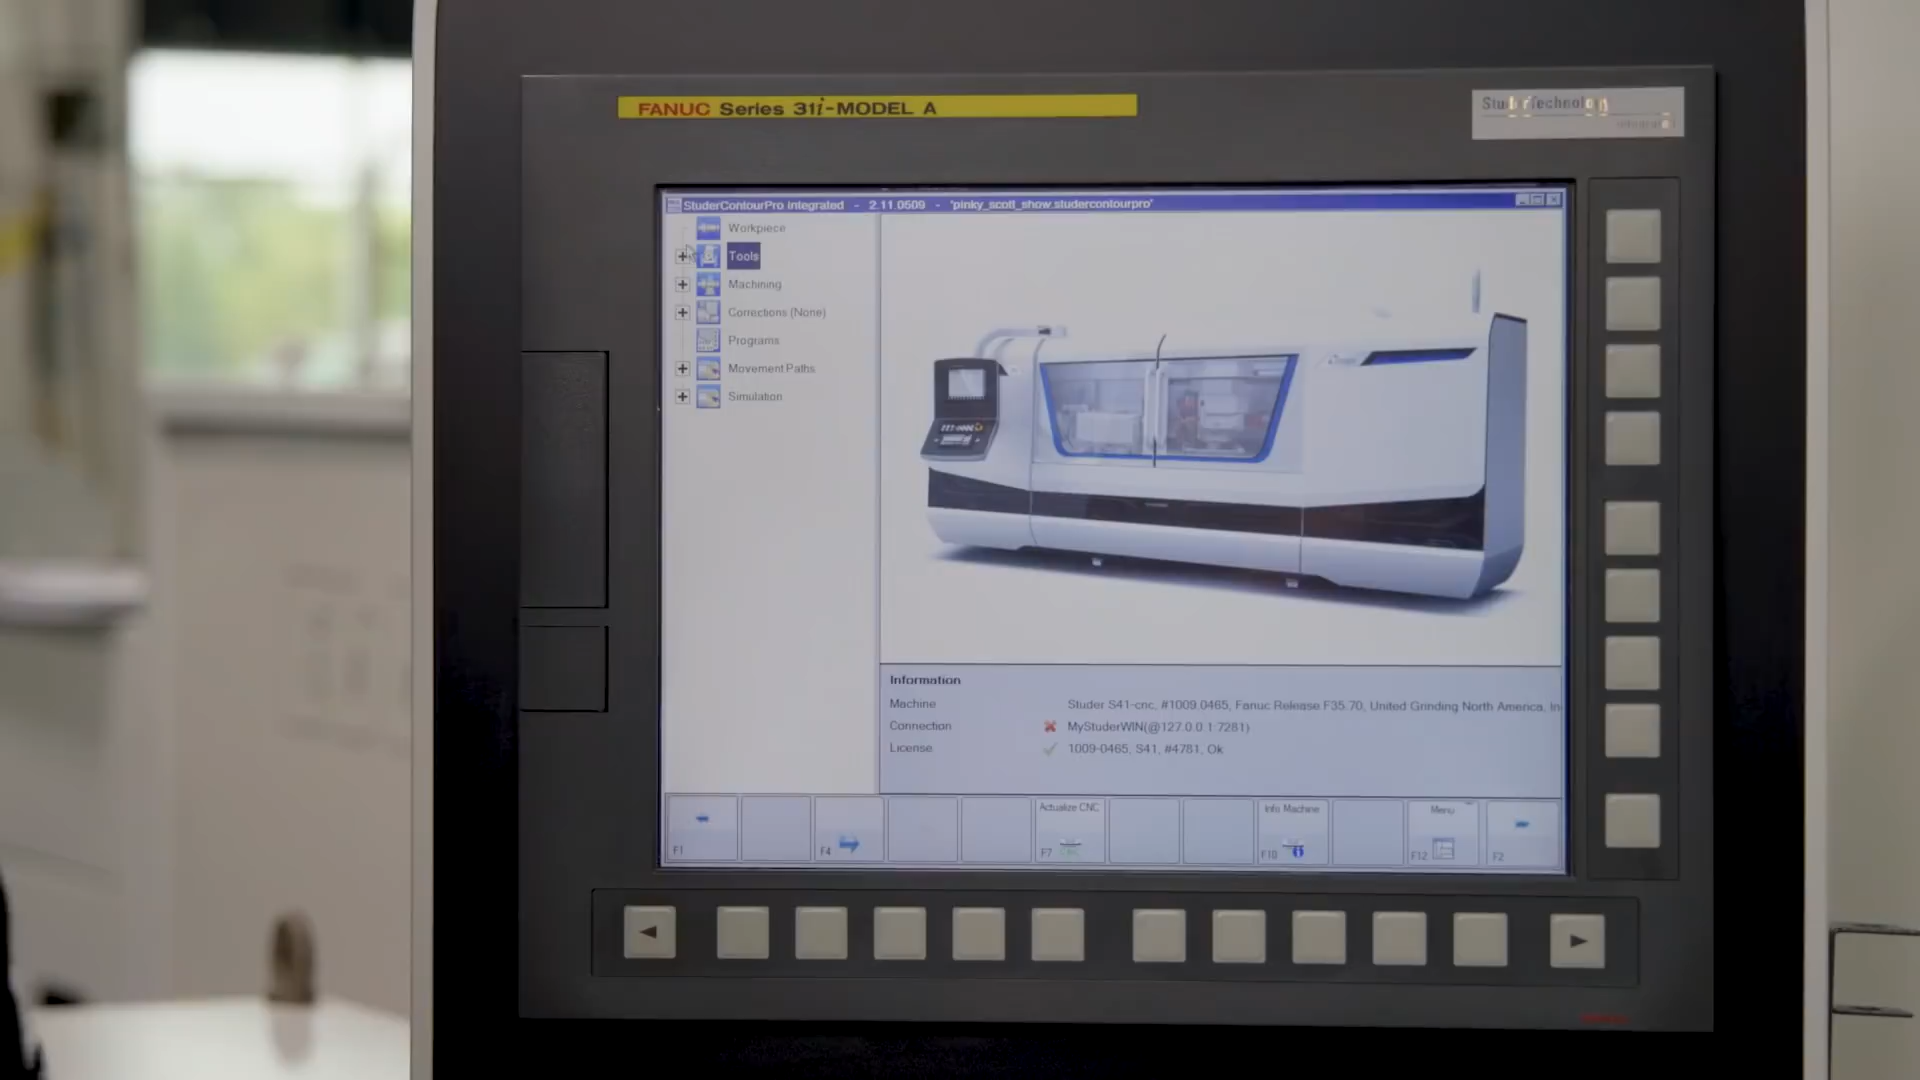 FANUC Series 31i-MODEL A
StuderTechnology
integrated
StuderContourPro integrated - 2.11.0509 - 'pinky_scott_show.studercontourpro'
Workpiece
Tools
Machining
Corrections (None)
Programs
Movement Paths
Simulation
Information
Machine Studer S41-cnc, #1009.0465, Fanuc Release F35.70, United Grinding North America, In
Connection MyStuderWIN(@127.0.0.1:7281)
License 1009-0465, S41, #4781, Ok
Actualize CNC
Info Machine
Menu
F1
F4
F7
CNC
F10
F12
F2